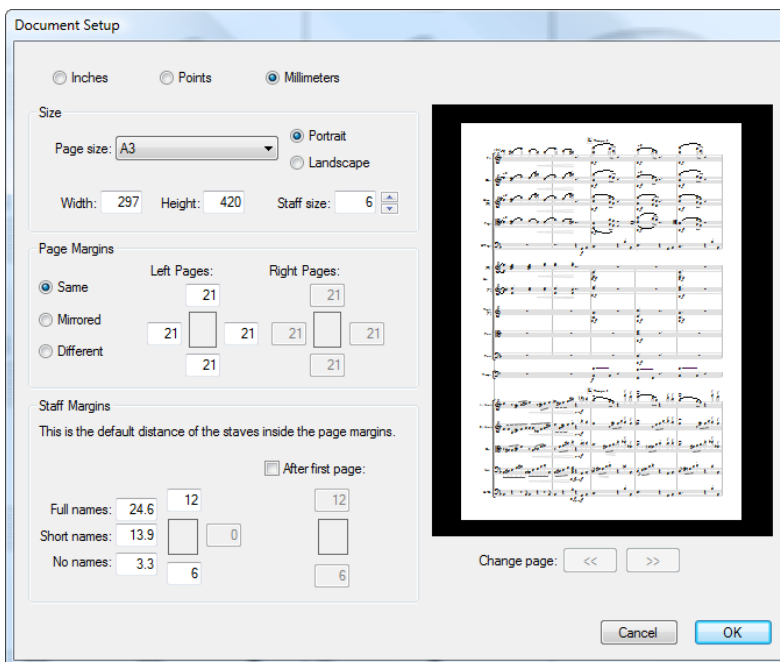 Document Setup
Inches Points Millimeters
Size
Page size: A3
Portrait
Landscape
Width: 297 Height: 420 Staff size: 6
Page Margins
Left Pages: Right Pages:
Same
21 21
Mirrored
21 21 21 21
Different
21 21
Staff Margins
This is the default distance of the staves inside the page margins.
After first page:
12 12
Full names: 24.6
Short names: 13.9 0
No names: 3.3
6 6
Change page: << >>
Cancel OK